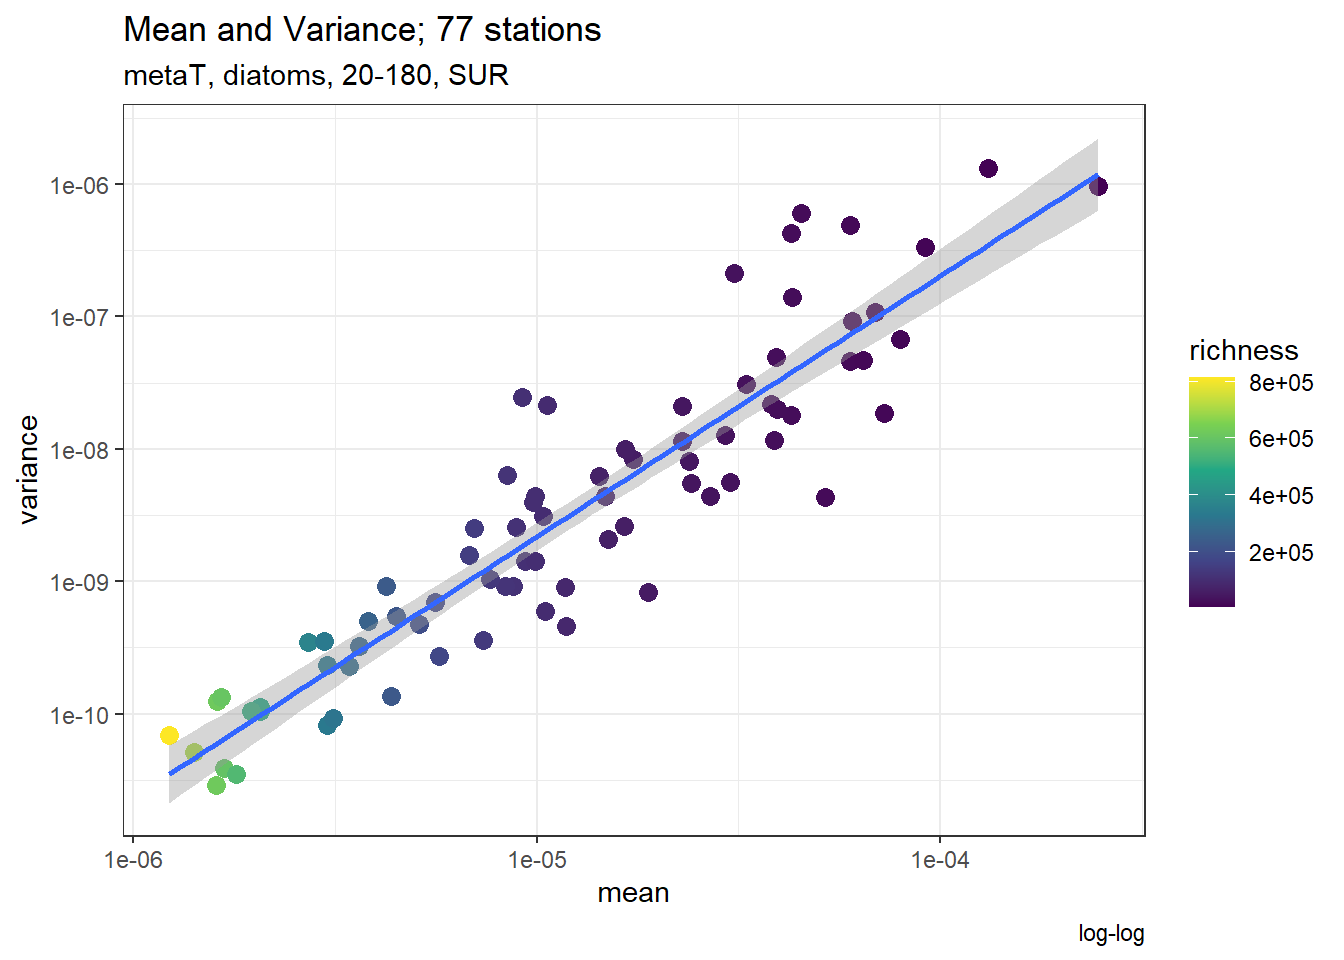 Mean and Variance; 77 stations
metaT, diatoms, 20-180, SUR
variance
1e-06
1e-07
1e-08
1e-09
1e-10
1e-06
1e-05
1e-04
mean
richness
8e+05
6e+05
4e+05
2e+05
log-log